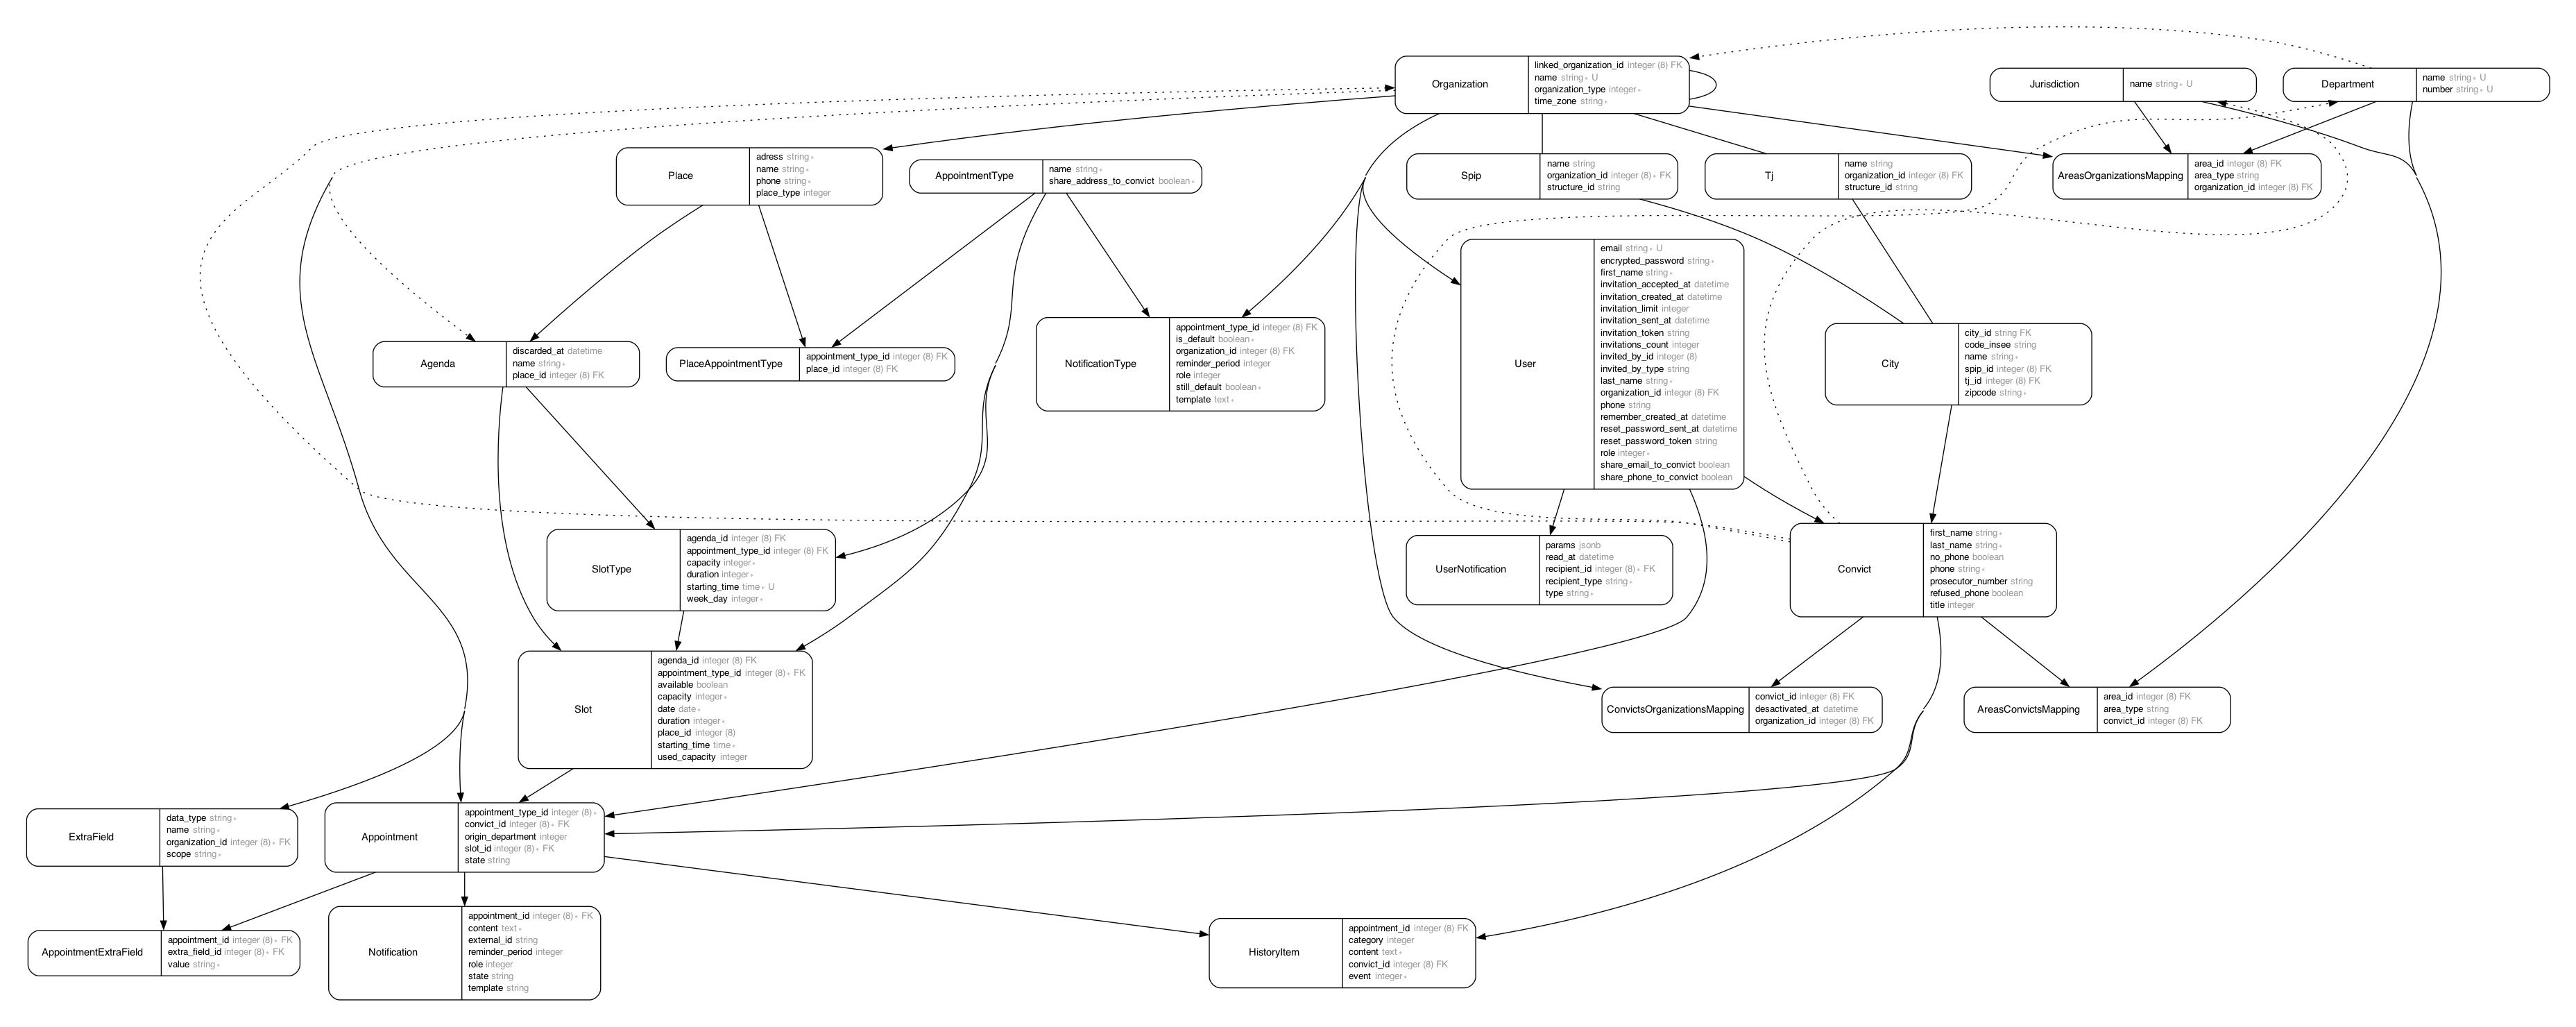 Organization
linked_organization_id integer (8) FK
name string∗ U
organization_type integer∗
time_zone string∗
Jurisdiction
name string∗ U
Department
name string∗ U
number string∗ U
Place
adress string∗
name string∗
phone string∗
place_type integer
AppointmentType
name string∗
share_address_to_convict boolean∗
Spip
name string
organization_id integer (8)∗ FK
structure_id string
Tj
name string
organization_id integer (8) FK
structure_id string
AreasOrganizationsMapping
area_id integer (8) FK
area_type string
organization_id integer (8) FK
Agenda
discarded_at datetime
name string∗
place_id integer (8) FK
PlaceAppointmentType
appointment_type_id integer (8) FK
place_id integer (8) FK
NotificationType
appointment_type_id integer (8) FK
is_default boolean∗
organization_id integer (8) FK
reminder_period integer
role integer
still_default boolean∗
template text∗
User
email string∗ U
encrypted_password string∗
first_name string∗
invitation_accepted_at datetime
invitation_created_at datetime
invitation_limit integer
invitation_sent_at datetime
invitation_token string
invitations_count integer
invited_by_id integer (8)
invited_by_type string
last_name string∗
organization_id integer (8) FK
phone string
remember_created_at datetime
reset_password_sent_at datetime
reset_password_token string
role integer∗
share_email_to_convict boolean
share_phone_to_convict boolean
City
city_id string FK
code_insee string
name string∗
spip_id integer (8) FK
tj_id integer (8) FK
zipcode string∗
SlotType
agenda_id integer (8) FK
appointment_type_id integer (8) FK
capacity integer∗
duration integer∗
starting_time time∗ U
week_day integer∗
UserNotification
params jsonb
read_at datetime
recipient_id integer (8)∗ FK
recipient_type string∗
type string∗
Convict
first_name string∗
last_name string∗
no_phone boolean
phone string∗
prosecutor_number string
refused_phone boolean
title integer
Slot
agenda_id integer (8) FK
appointment_type_id integer (8)∗ FK
available boolean
capacity integer∗
date date∗
duration integer∗
place_id integer (8)
starting_time time∗
used_capacity integer
ConvictsOrganizationsMapping
convict_id integer (8) FK
desactivated_at datetime
organization_id integer (8) FK
AreasConvictsMapping
area_id integer (8) FK
area_type string
convict_id integer (8) FK
ExtraField
data_type string∗
name string∗
organization_id integer (8)∗ FK
scope string∗
Appointment
appointment_type_id integer (8)∗
convict_id integer (8)∗ FK
origin_department integer
slot_id integer (8)∗ FK
state string
AppointmentExtraField
appointment_id integer (8)∗ FK
extra_field_id integer (8)∗ FK
value string∗
Notification
appointment_id integer (8)∗ FK
content text∗
external_id string
reminder_period integer
role integer
state string
template string
HistoryItem
appointment_id integer (8) FK
category integer
content text∗
convict_id integer (8) FK
event integer∗